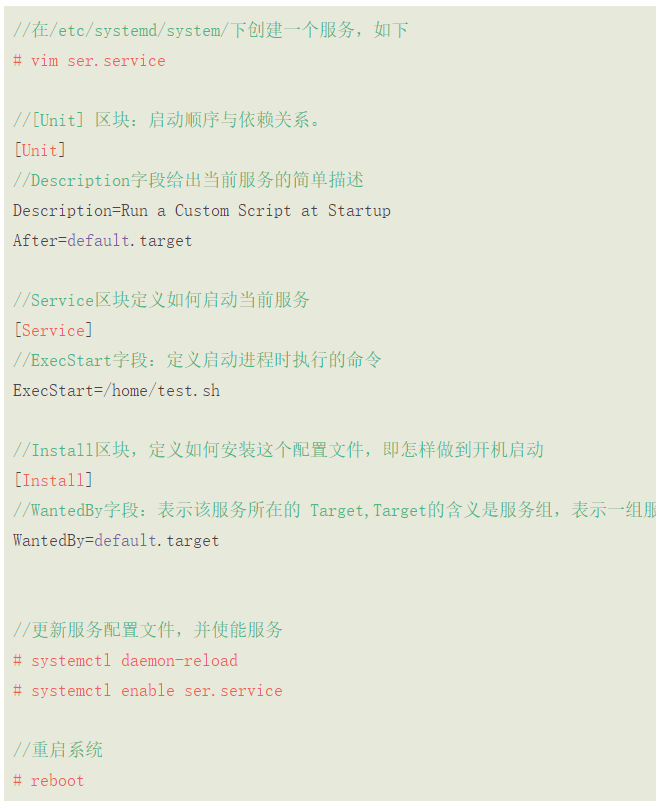 //在/etc/systemd/system/下创建一个服务，如下
# vim ser.service
//[Unit] 区块：启动顺序与依赖关系。
[Unit]
//Description字段给出当前服务的简单描述
Description=Run a Custom Script at Startup
After=default.target
//Service区块定义如何启动当前服务
[Service]
//ExecStart字段：定义启动进程时执行的命令
ExecStart=/home/test.sh
//Install区块，定义如何安装这个配置文件，即怎样做到开机启动
[Install]
//WantedBy字段：表示该服务所在的 Target,Target的含义是服务组，表示一组服
WantedBy=default.target
//更新服务配置文件，并使能服务
# systemctl daemon-reload
# systemctl enable ser.service
//重启系统
# reboot